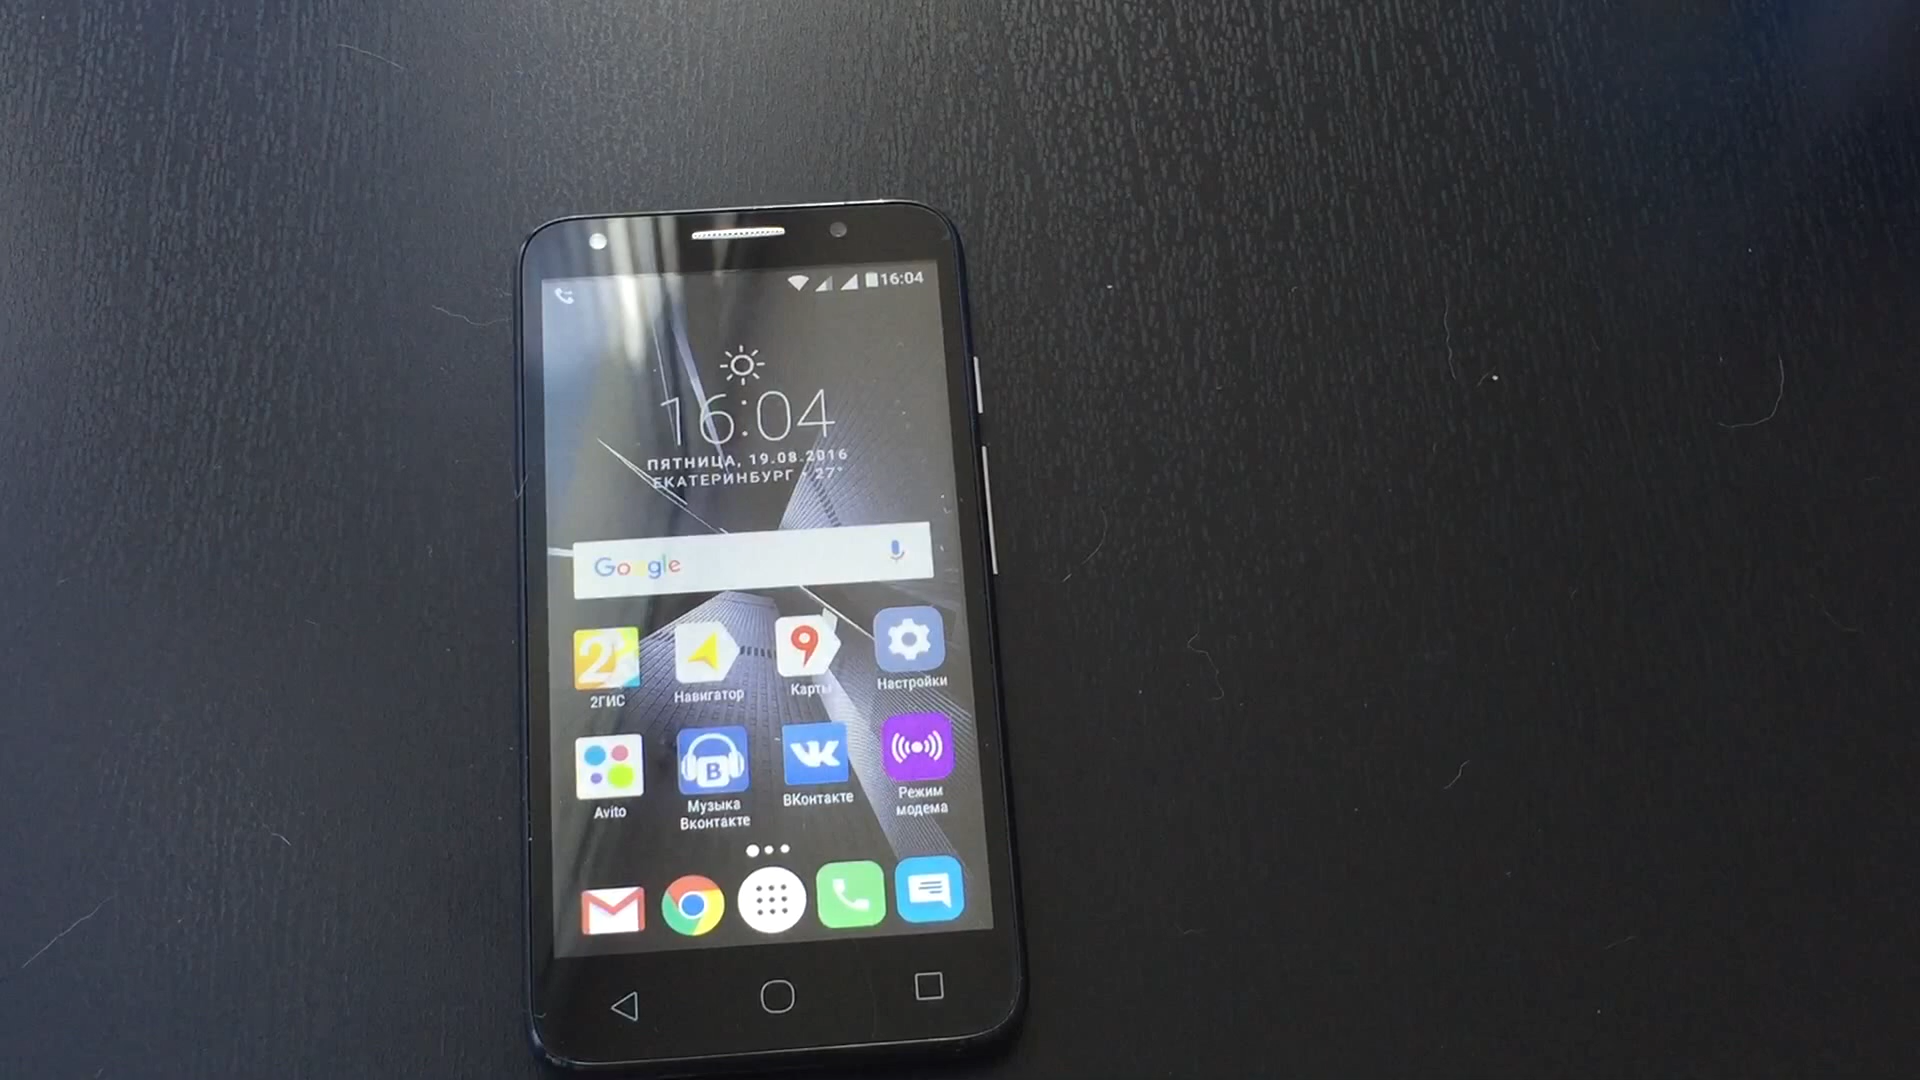 16:04
16:04
ПЯТНИЦА, 19.08.2016
ЕКАТЕРИНБУРГ • 27°
Google
2ГИС
Навигатор
Карты
Настройки
Avito
Музыка
Вконтакте
ВКонтакте
Режим
модема